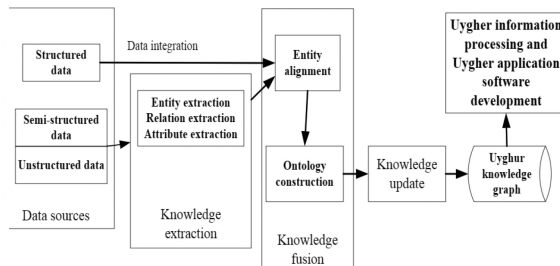 Structured
data
Semi-structured
data
Unstructured data
Data sources
Data integration
Entity extraction
Relation extraction
Attribute extraction
Knowledge
extraction
Entity
alignment
Ontology
construction
Knowledge
fusion
Knowledge
update
Uyghur
knowledge
graph
Uygher information
processing and
Uygher application
software
development